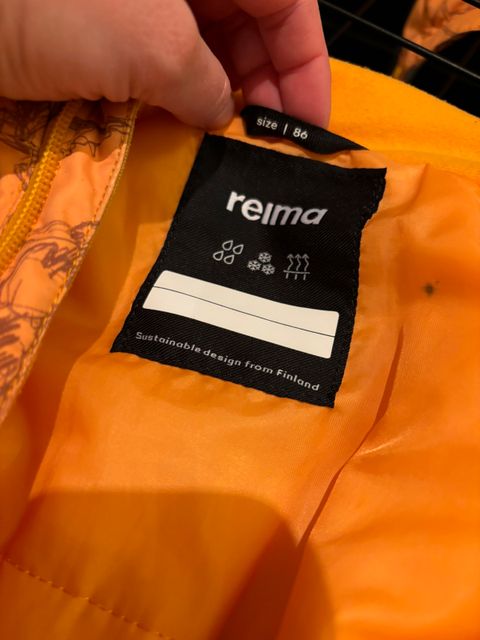 size | 86
reima
Sustainable design from Finland